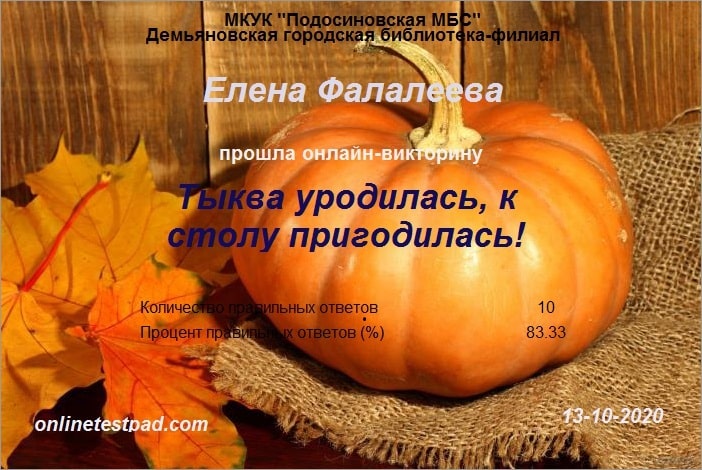 МКУК "Подосиновская МБС"
Демьяновская городская библиотека-филиал
Елена Фалалеева
прошла онлайн-викторину
Тыква уродилась, к
столу пригодилась!
Количество правильных ответов 10
Процент правильных ответов (%) 83.33
onlinetestpad.com 13-10-2020